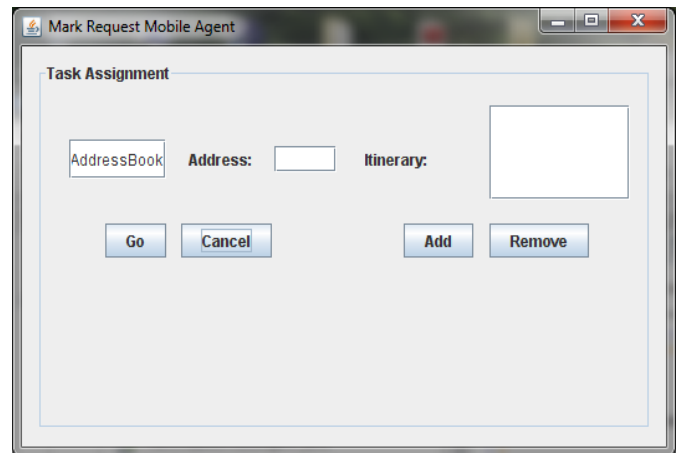 Mark Request Mobile Agent
Task Assignment
AddressBook Address: Itinerary:
Go Cancel Add Remove